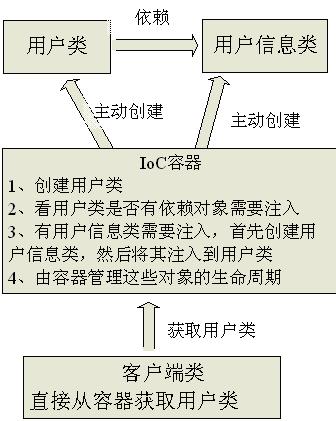 依赖
用户类
用户信息类
主动创建
主动创建
IoC容器
1、创建用户类
2、看用户类是否有依赖对象需要注入
3、有用户信息类需要注入，首先创建用
户信息类，然后将其注入到用户类
4、由容器管理这些对象的生命周期
获取用户类
客户端类
直接从容器获取用户类